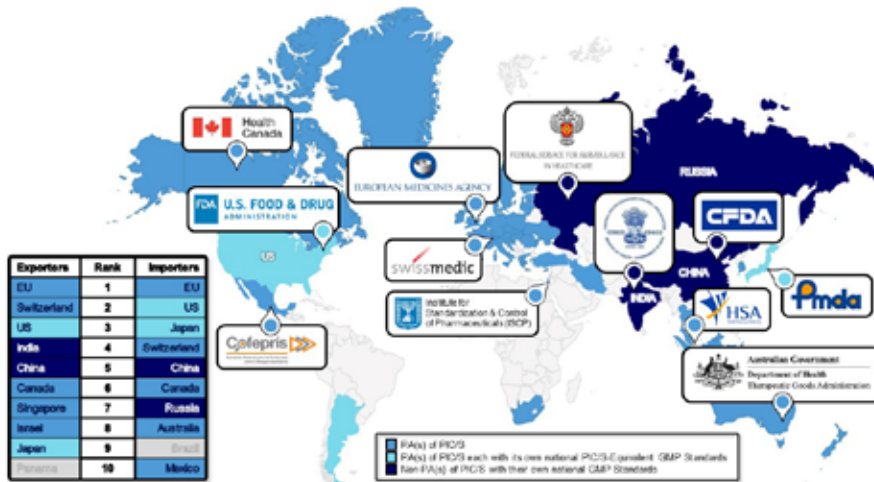 Health
Canada
FDA U.S. FOOD & DRUG
ADMINISTRATION
EUROPEAN MEDICINES AGENCY
FEDERAL SERVICE FOR SURVEILLANCE
IN HEALTHCARE
RUSSIA
CFDA
US
swissmedic
CHINA
INDIA
Pmda
HSA
Institute for
Standardization & Control
of Pharmaceuticals (ISCP)
Cofepris
Australian Government
Department of Health
Therapeutic Goods Administration
Exporters Rank Importers
EU 1 EU
Switzerland 2 US
US 3 Japan
India 4 Switzerland
China 5 China
Canada 6 Canada
Singapore 7 Russia
Israel 8 Australia
Japan 9 Brazil
Panama 10 Mexico
PA(s) of PIC/S
PA(s) of PIC/S each with its own national PIC/S-Equivalent GMP Standards
Non-PA(s) of PIC/S with their own national GMP Standards